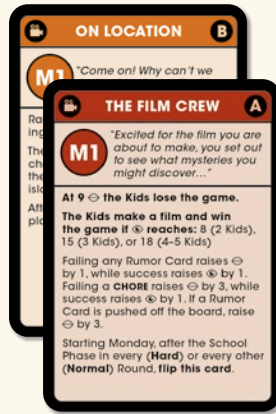 ON LOCATION B
M1 "Come on! Why can't we
THE FILM CREW A
M1
"Excited for the film you are
about to make, you set out
to see what mysteries you
might discover..."
At 9 ⊖ the Kids lose the game.
The Kids make a film and win
the game if reaches: 8 (2 Kids),
15 (3 Kids), or 18 (4–5 Kids)
Failing any Rumor Card raises ⊖
by 1, while success raises by 1.
Failing a CHORE raises ⊖ by 3, while
success raises by 1. If a Rumor
Card is pushed off the board, raise
⊖ by 3.
Starting Monday, after the School
Phase in every (Hard) or every other
(Normal) Round, flip this card.